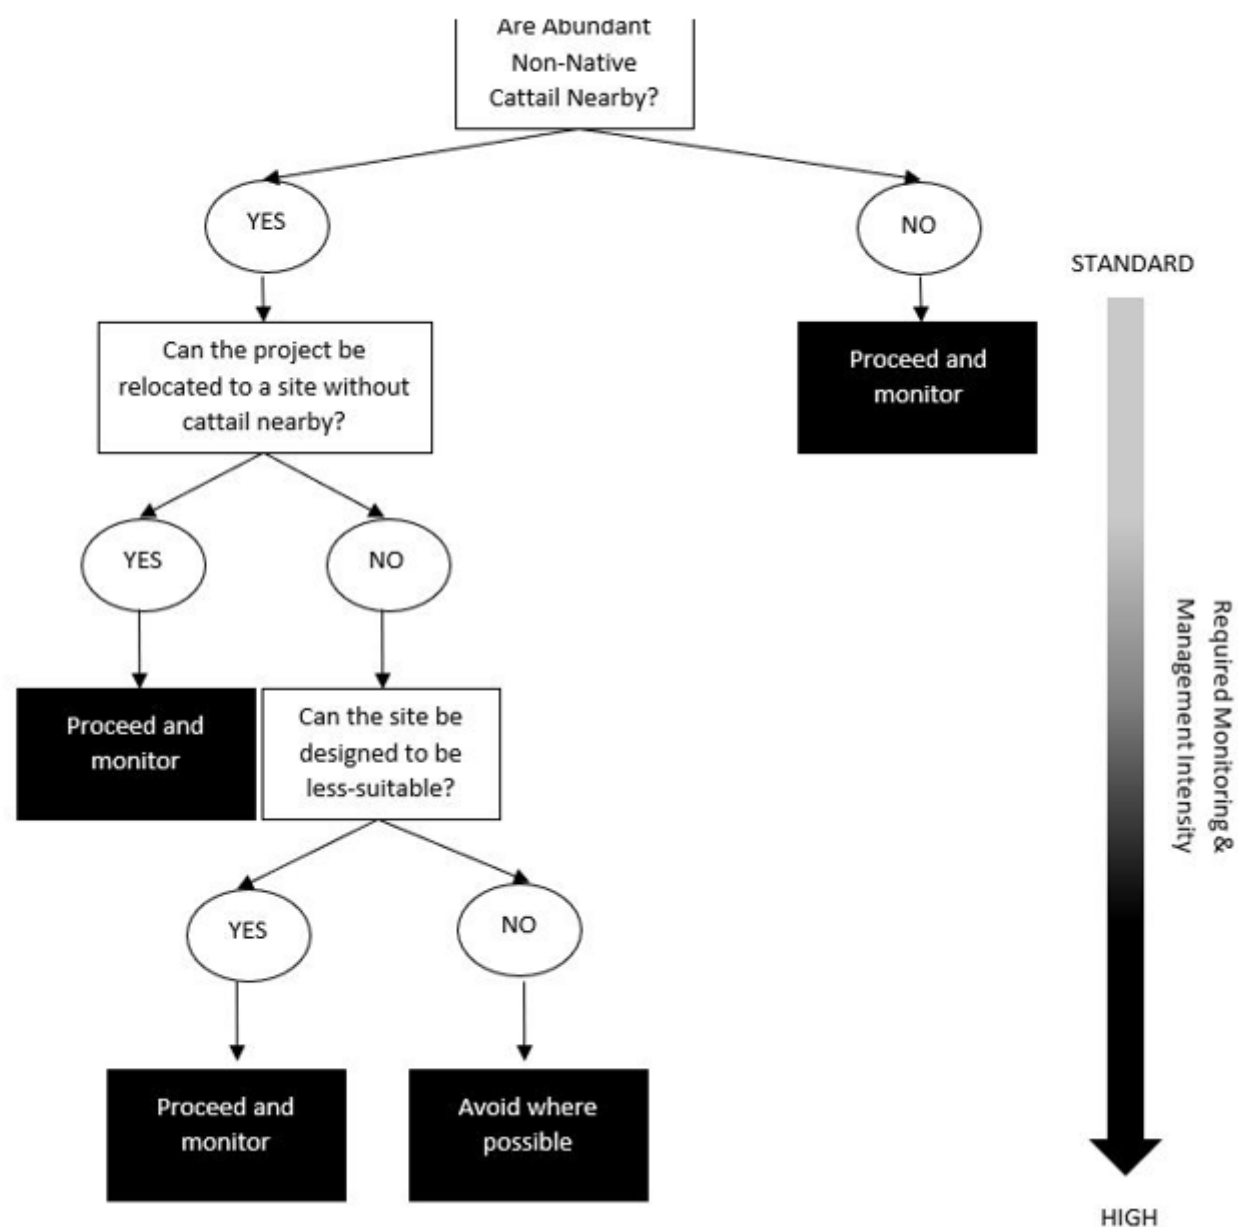 Are Abundant
Non-Native
Cattail Nearby?
YES
NO
STANDARD
Can the project be
relocated to a site without
cattail nearby?
Proceed and
monitor
YES
NO
Required Monitoring &
Management Intensity
Proceed and
monitor
Can the site be
designed to be
less-suitable?
YES
NO
Proceed and
monitor
Avoid where
possible
HIGH